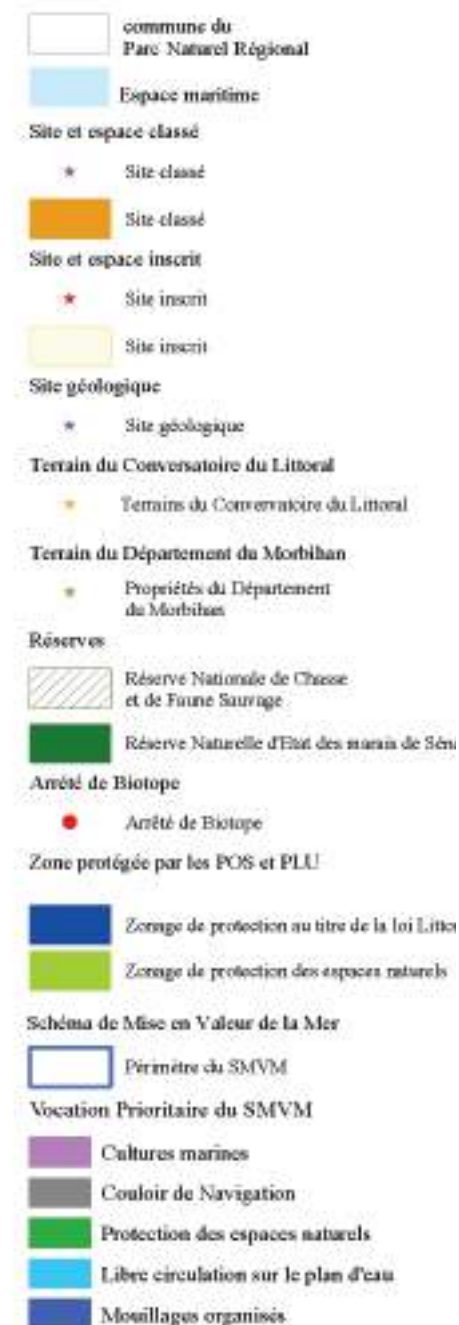 commune du
Parc Naturel Régional
Espace maritime
Site et espace classé
Site classé
Site classé
Site et espace inscrit
Site inscrit
Site inscrit
Site géologique
Site géologique
Terrain du Conversatoire du Littoral
Terrains du Convervatoire du Littoral
Terrain du Département du Morbihan
Propriétés du Département
du Morbihan
Réserves
Réserve Nationale de Chasse
et de Faune Sauvage
Réserve Naturelle d'Etat des marais de Séné
Arrêté de Biotope
Arrêté de Biotope
Zone protégée par les POS et PLU
Zonage de protection au titre de la loi Littor
Zonage de protection des espaces naturels
Schéma de Mise en Valeur de la Mer
Périmètre du SMVM
Vocation Prioritaire du SMVM
Cultures marines
Couloir de Navigation
Protection des espaces naturels
Libre circulation sur le plan d'eau
Mouillages organisés